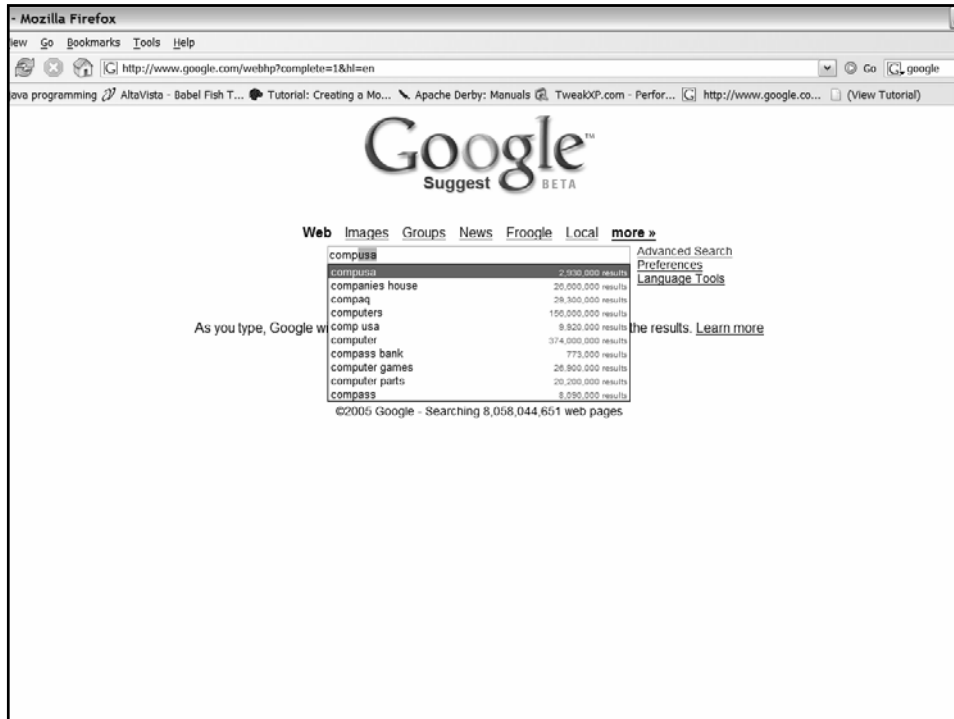 - Mozilla Firefox
iew Go Bookmarks Tools Help
http://www.google.com/webhp?complete=1&hl=en Go google
ava programming AltaVista - Babel Fish T... Tutorial: Creating a Mo... Apache Derby: Manuals TweakXP.com - Perfor... http://www.google.co... (View Tutorial)
Google™
Suggest BETA
Web Images Groups News Froogle Local more »
compusa Advanced Search
compusa 2,930,000 results Preferences
companies house 26,600,000 results Language Tools
compaq 29,300,000 results
computers 156,000,000 results
As you type, Google w comp usa 9,920,000 results the results. Learn more
computer 374,000,000 results
compass bank 773,000 results
computer games 26,900,000 results
computer parts 20,200,000 results
compass 8,090,000 results
©2005 Google - Searching 8,058,044,651 web pages